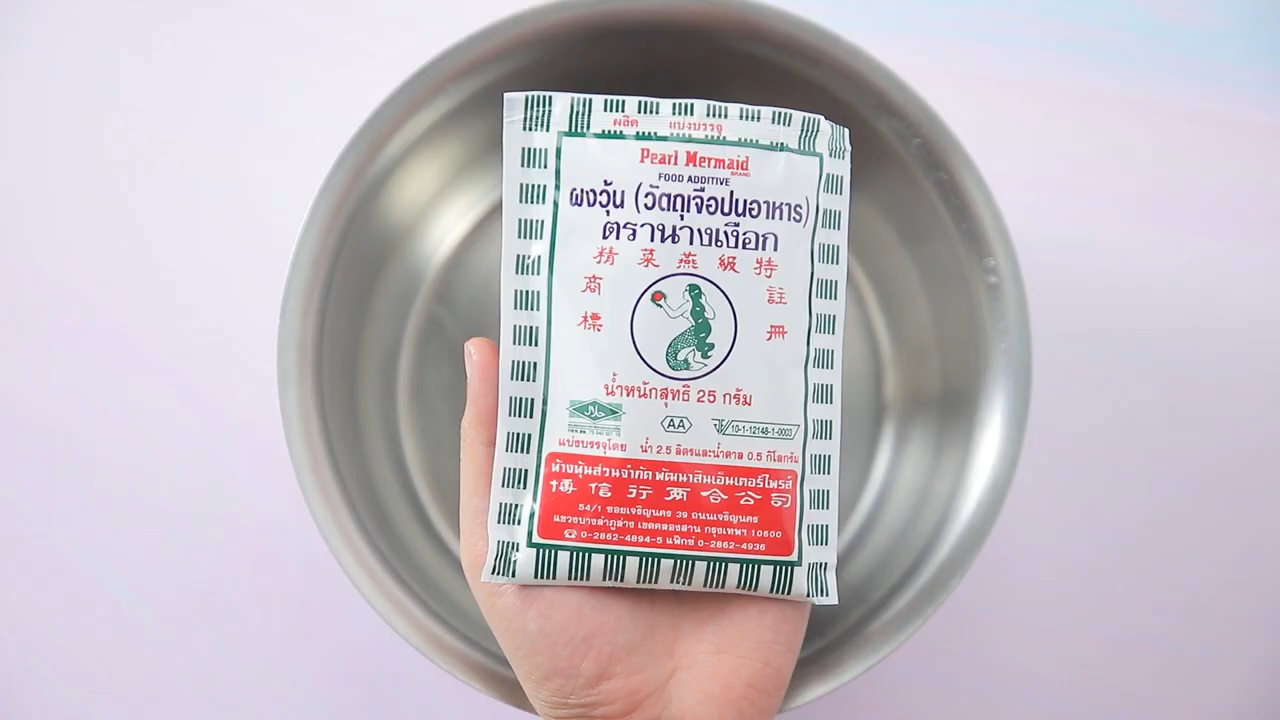 ผลิต แบ่งบรรจุ
Pearl Mermaid
BRAND
FOOD ADDITIVE
ผงวุ้น (วัตถุเจือปนอาหาร)
ตรานางเงือก
精菜燕級特
商 註
標 冊
น้ำหนักสุทธิ 25 กรัม
حلال AA 10-1-12148-1-0003
แบ่งบรรจุโดย น้ำ 2.5 ลิตรและน้ำตาล 0.5 กิโลกรัม
ห้างหุ้นส่วนจำกัด พัฒนาสินเอ็นเตอร์ไพรส์
博信行兩合公司
54/1 ซอยเจริญนคร 39 ถนนเจริญนคร
แขวงบางลำภูล่าง เขตคลองสาน กรุงเทพฯ 10600
☎ 0-2862-4894-5 แฟ็กซ์ 0-2862-4936